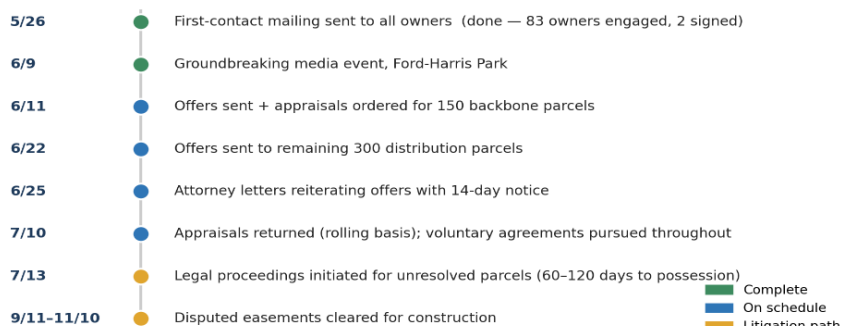 5/26 First-contact mailing sent to all owners (done — 83 owners engaged, 2 signed)
6/9 Groundbreaking media event, Ford-Harris Park
6/11 Offers sent + appraisals ordered for 150 backbone parcels
6/22 Offers sent to remaining 300 distribution parcels
6/25 Attorney letters reiterating offers with 14-day notice
7/10 Appraisals returned (rolling basis); voluntary agreements pursued throughout
7/13 Legal proceedings initiated for unresolved parcels (60–120 days to possession)
9/11–11/10 Disputed easements cleared for construction
Complete
On schedule
Litigation path